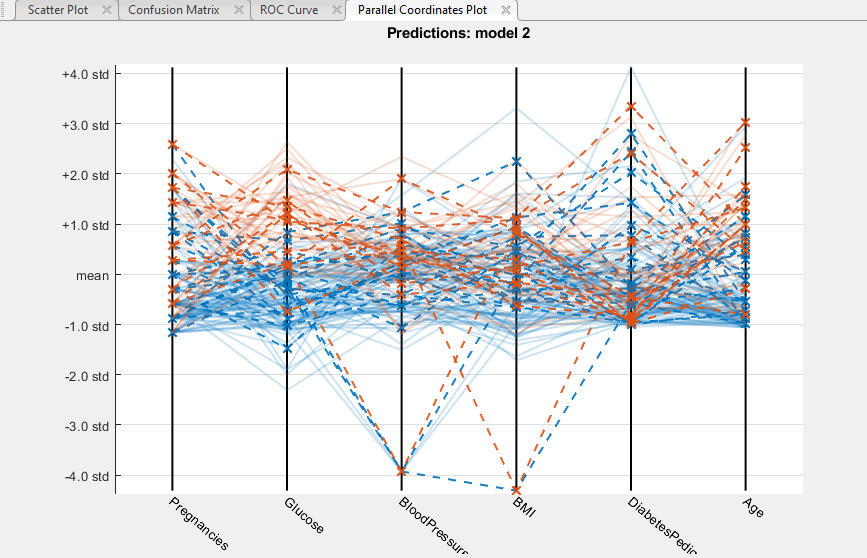 Scatter Plot Confusion Matrix ROC Curve Parallel Coordinates Plot
Predictions: model 2
+4.0 std
+3.0 std
+2.0 std
+1.0 std
mean
-1.0 std
-2.0 std
-3.0 std
-4.0 std
Pregnancies Glucose BloodPressure BMI DiabetesPedig Age